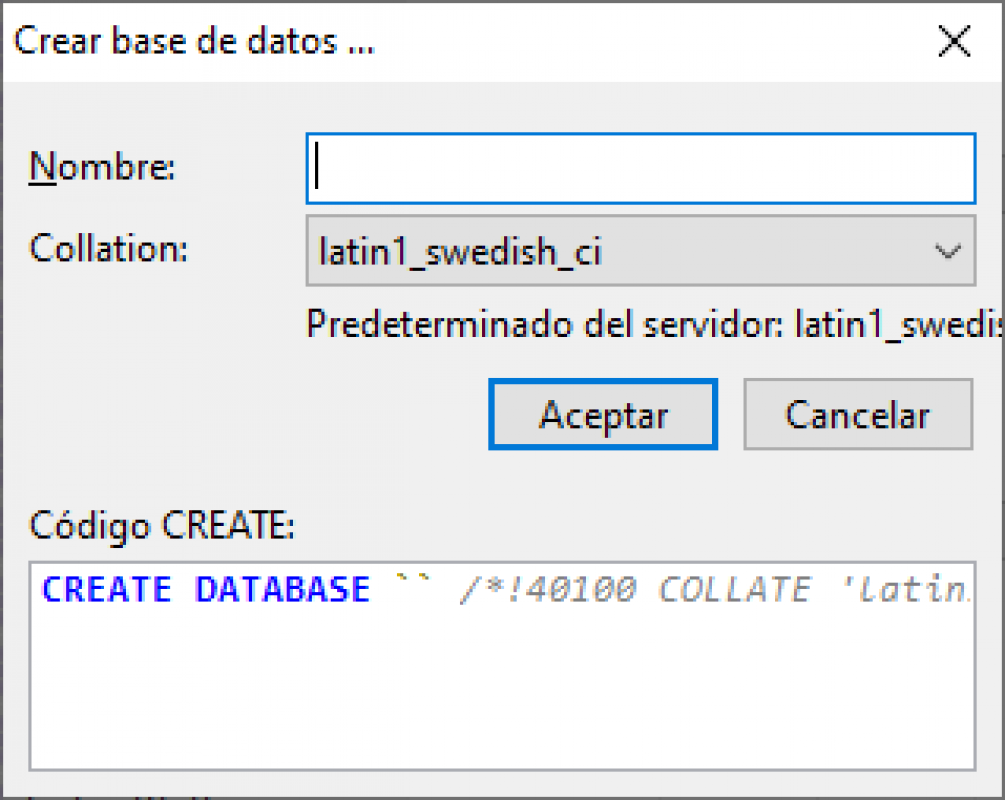 Crear base de datos ...
Nombre:
Collation:
latin1_swedish_ci
Predeterminado del servidor: latin1_swedis
Aceptar
Cancelar
Código CREATE:
CREATE DATABASE `` /*!40100 COLLATE 'latin